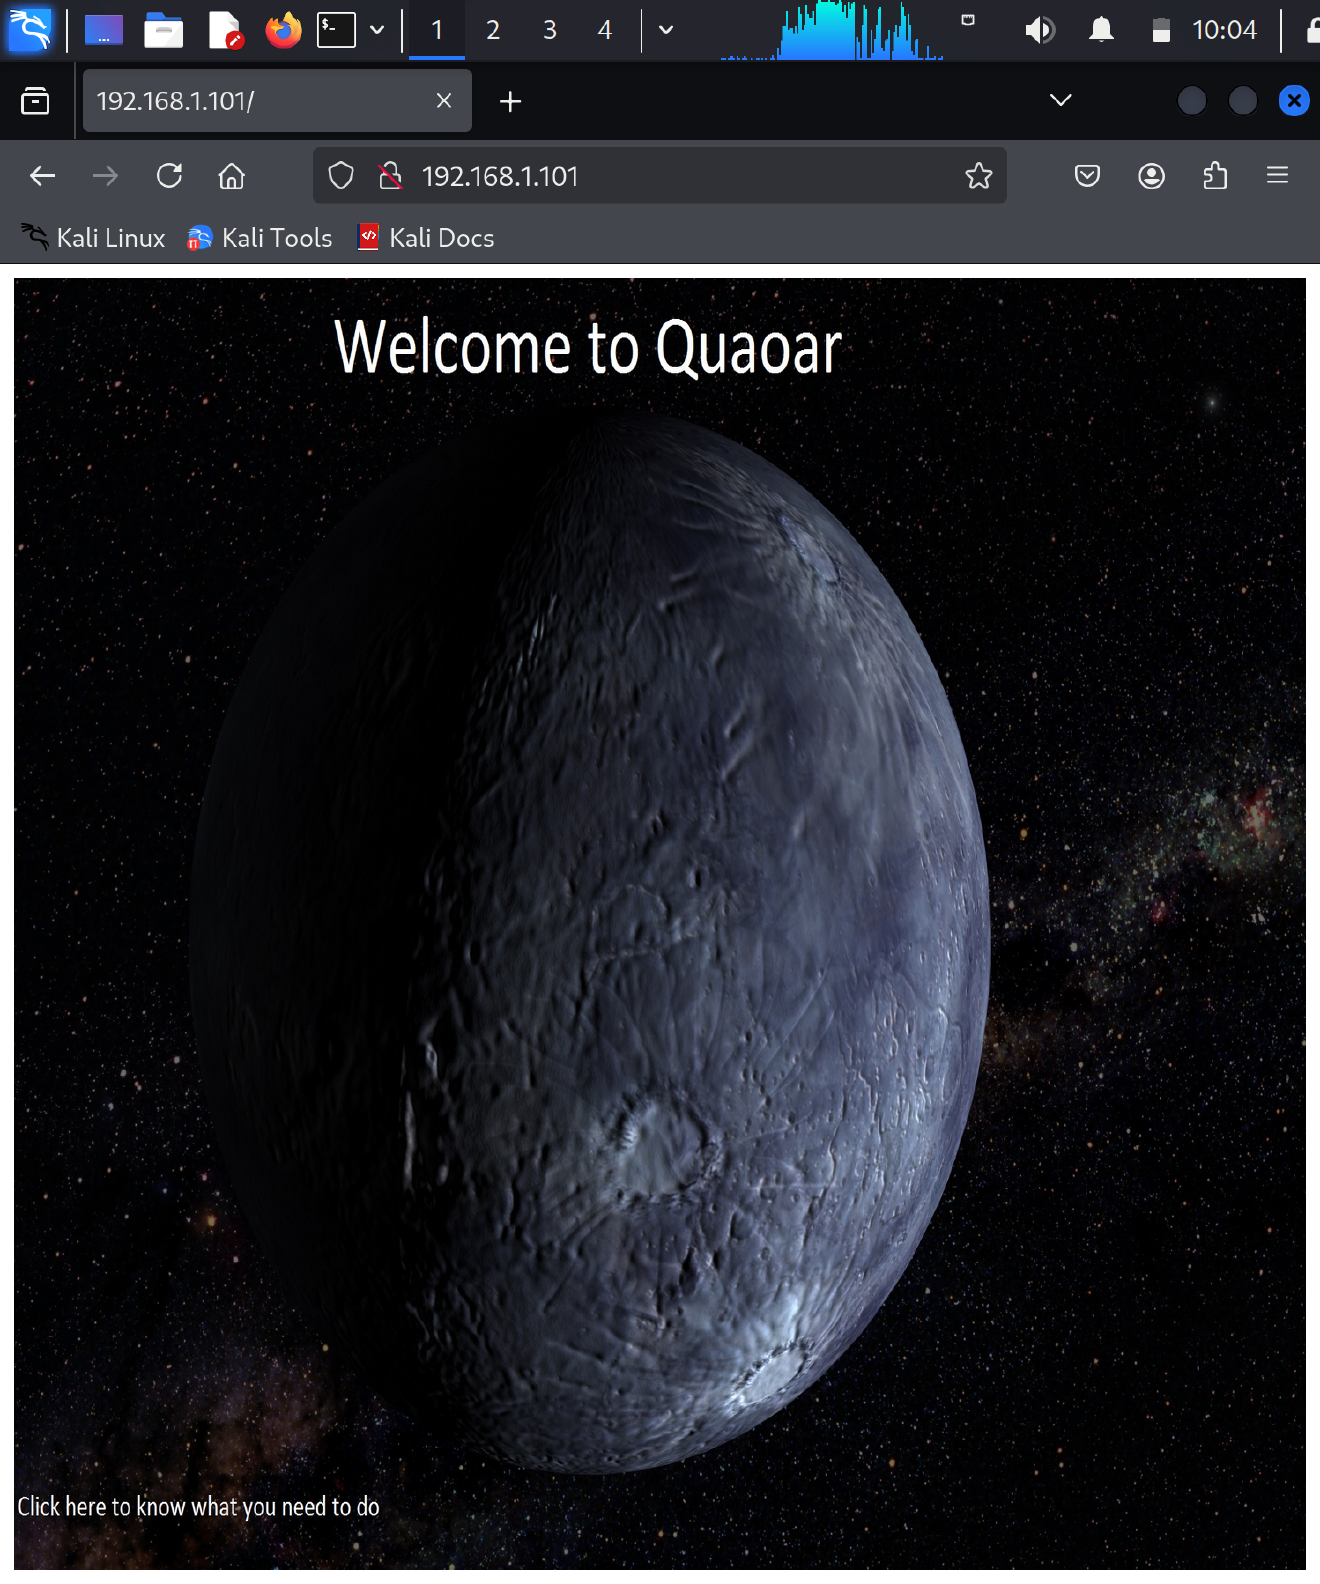 1 2 3 4 10:04
192.168.1.101/
192.168.1.101
Kali Linux Kali Tools Kali Docs
Welcome to Quaoar
Click here to know what you need to do